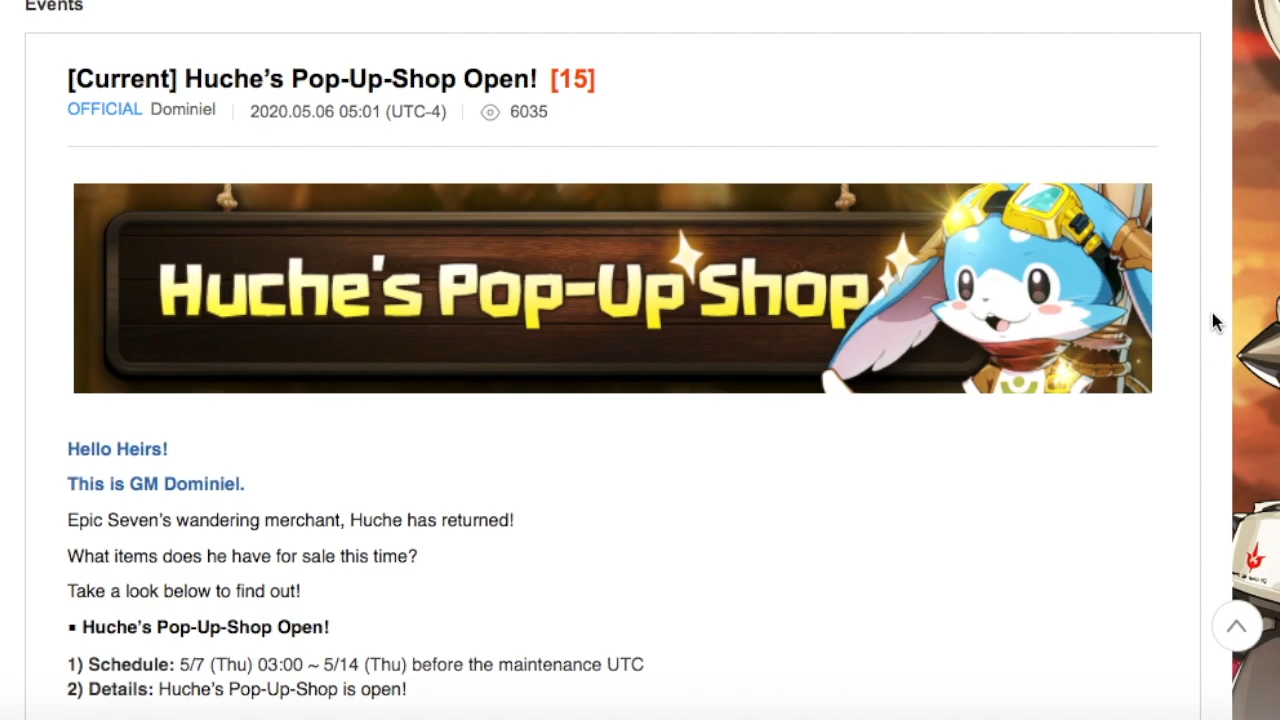 Events
[Current] Huche’s Pop-Up-Shop Open! [15]
OFFICIAL Dominiel 2020.05.06 05:01 (UTC-4) 6035
Huche's Pop-Up Shop
Hello Heirs!
This is GM Dominiel.
Epic Seven’s wandering merchant, Huche has returned!
What items does he have for sale this time?
Take a look below to find out!
▪ Huche’s Pop-Up-Shop Open!
1) Schedule: 5/7 (Thu) 03:00 ~ 5/14 (Thu) before the maintenance UTC
2) Details: Huche’s Pop-Up-Shop is open!